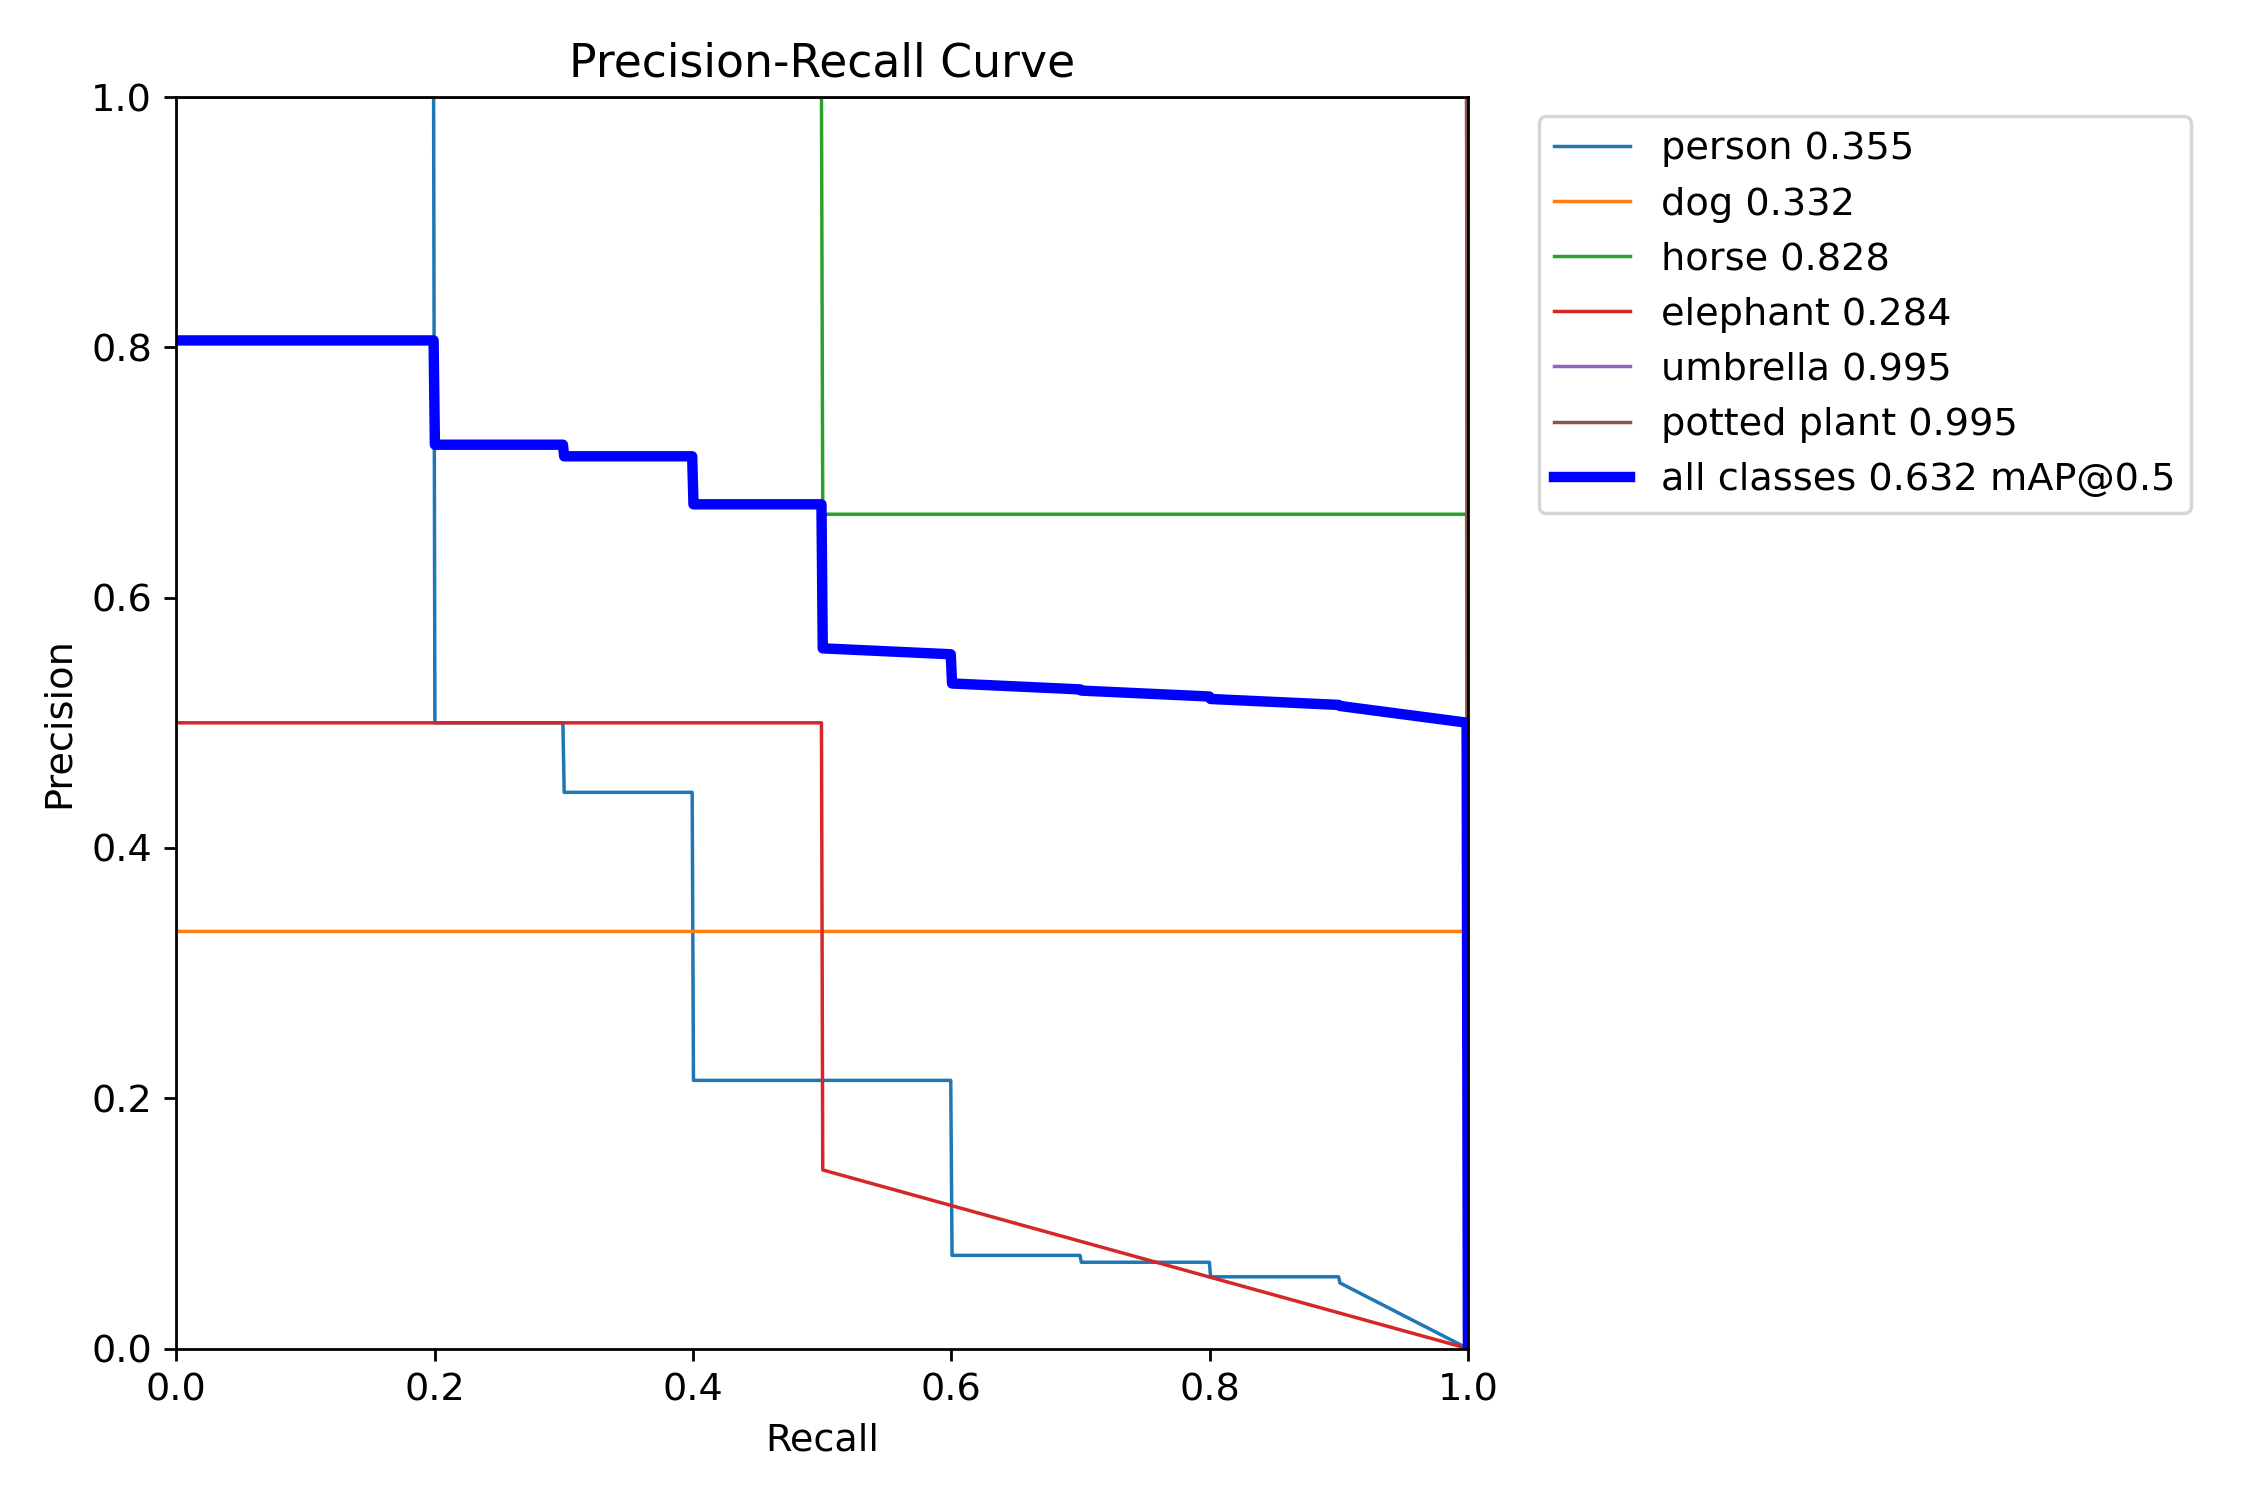 Precision-Recall Curve
1.0
0.8
0.6
0.4
0.2
0.0
Precision
0.0 0.2 0.4 0.6 0.8 1.0
Recall
person 0.355
dog 0.332
horse 0.828
elephant 0.284
umbrella 0.995
potted plant 0.995
all classes 0.632 mAP@0.5